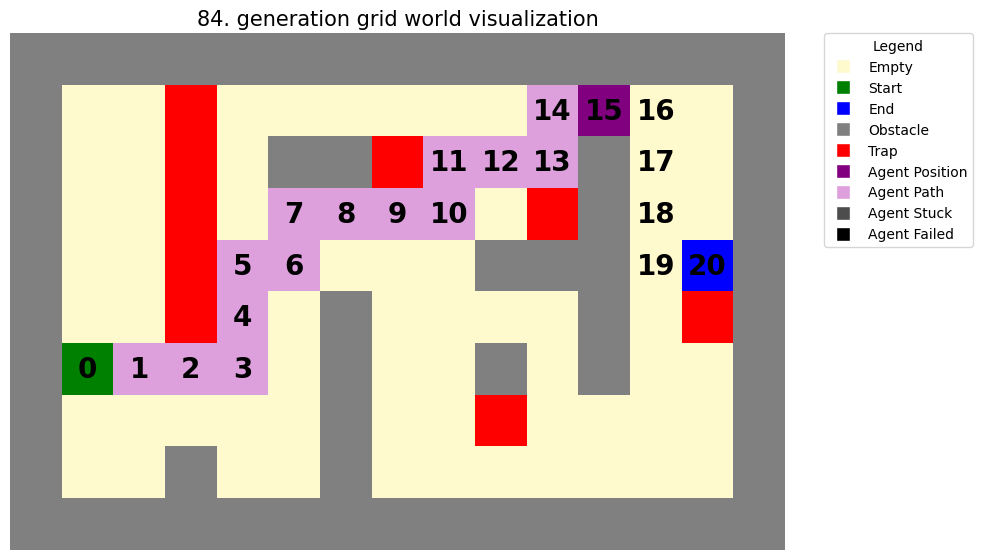 84. generation grid world visualization
Legend
Empty
Start
End
Obstacle
Trap
Agent Position
Agent Path
Agent Stuck
Agent Failed
14 15 16
11 12 13 17
7 8 9 10 18
5 6 19 20
4
0 1 2 3